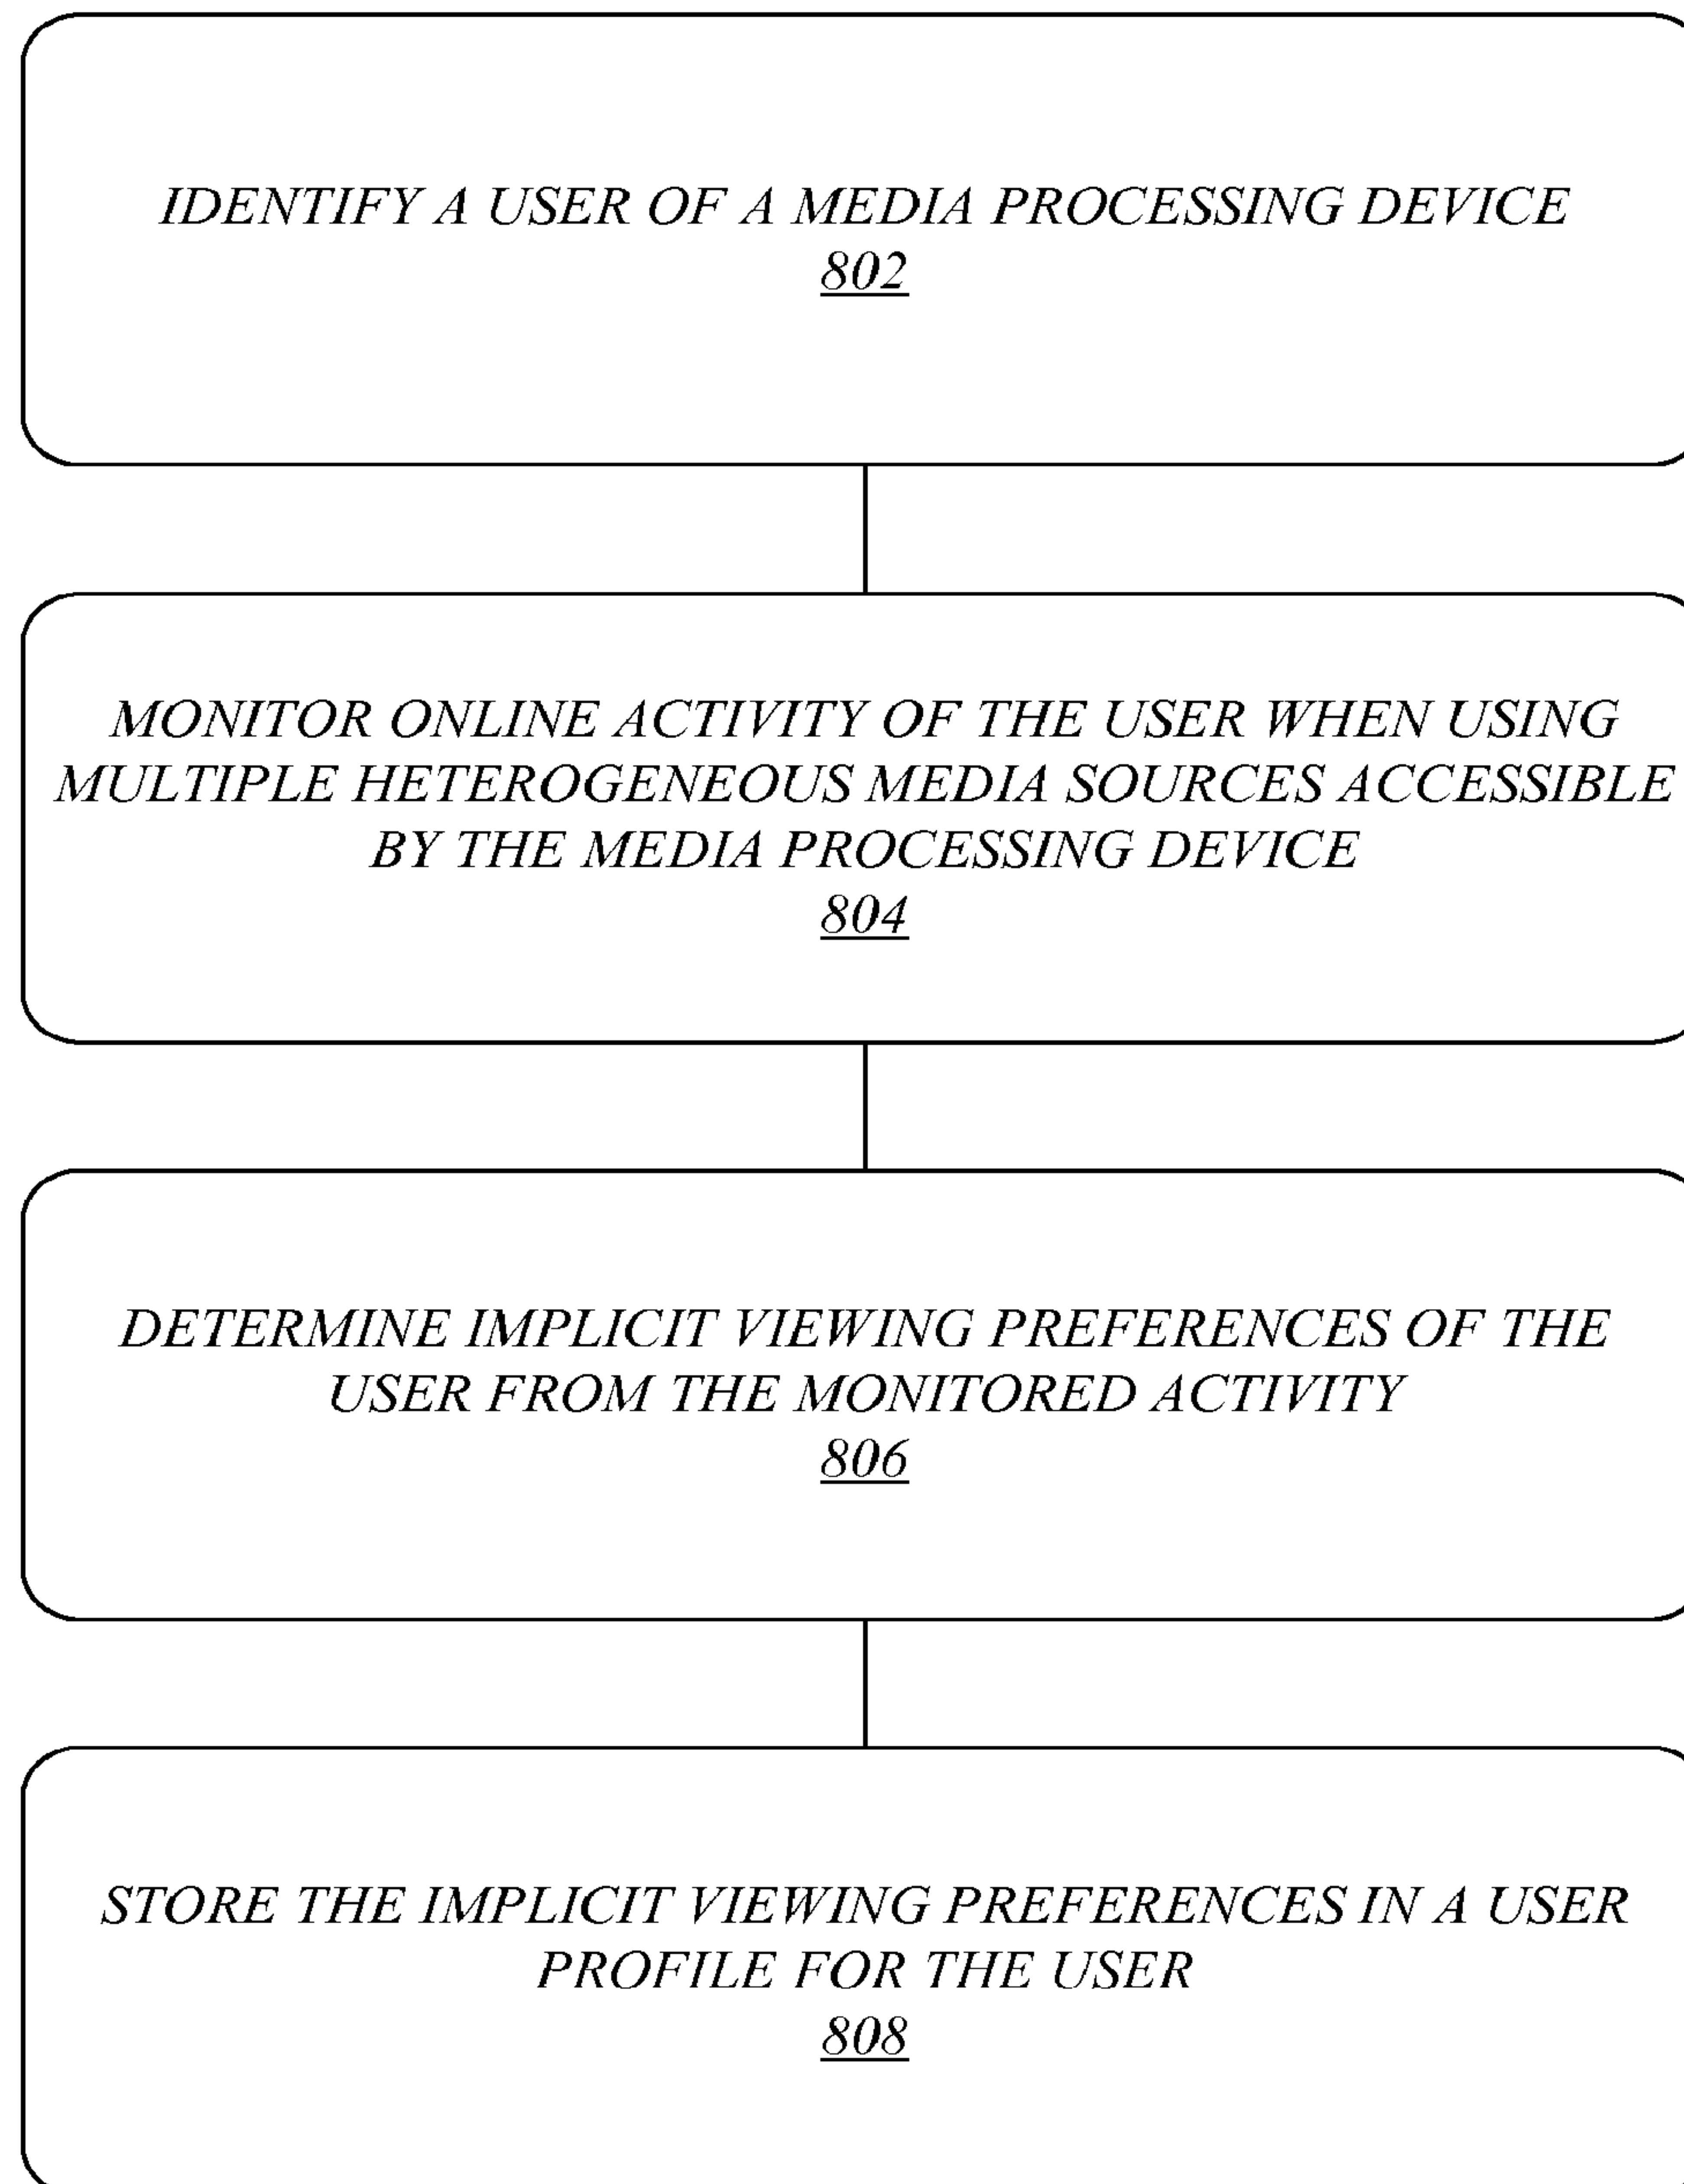 IDENTIFY A USER OF A MEDIA PROCESSING DEVICE
802
MONITOR ONLINE ACTIVITY OF THE USER WHEN USING
MULTIPLE HETEROGENEOUS MEDIA SOURCES ACCESSIBLE
BY THE MEDIA PROCESSING DEVICE
804
DETERMINE IMPLICIT VIEWING PREFERENCES OF THE
USER FROM THE MONITORED ACTIVITY
806
STORE THE IMPLICIT VIEWING PREFERENCES IN A USER
PROFILE FOR THE USER
808